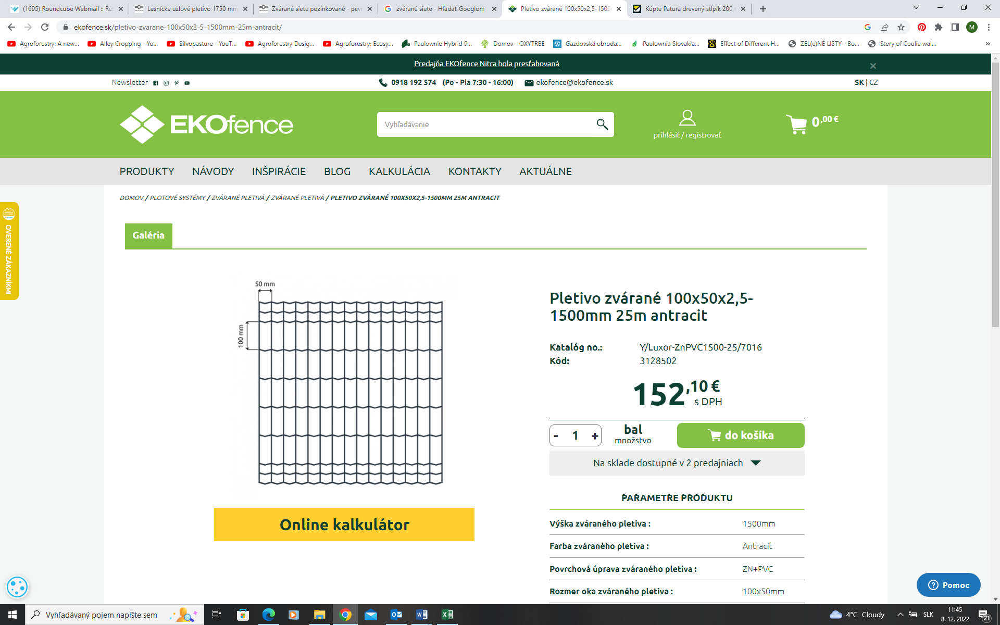 (1695) Roundcube Webmail :: Re:
Lesnícke uzlové pletivo 1750 mm
Zvárané siete pozinkované - pev
zvárané siete - Hľadať Googlom
Pletivo zvárané 100x50x2,5-1500
Kúpte Patura drevený stĺpik 200
ekofence.sk/pletivo-zvarane-100x50x2-5-1500mm-25m-antracit/
M
Agroforestry: A new...
Alley Cropping - Yo...
Silvopasture - YouT...
Agroforestry Desig...
Agroforestry: Ecosy...
Paulownie Hybrid 9...
Domov - OXYTREE
Gazdovská obroda...
Paulownia Slovakia...
Effect of Different H...
ZEL(e)NÉ LISTY - Bo...
Story of Coulie wal...
Predajňa EKOfence Nitra bola presťahovaná
Newsletter
0918 192 574 (Po - Pia 7:30 - 16:00)
ekofence@ekofence.sk
SK | CZ
EKOfence
Vyhľadávanie
prihlásiť / registrovať
0,00 €
PRODUKTY NÁVODY INŠPIRÁCIE BLOG KALKULÁCIA KONTAKTY AKTUÁLNE
DOMOV / PLOTOVÉ SYSTÉMY / ZVÁRANÉ PLETIVÁ / ZVÁRANÉ PLETIVÁ / PLETIVO ZVÁRANÉ 100X50X2,5-1500MM 25M ANTRACIT
OVERENÉ ZÁKAZNÍKMI
Galéria
50 mm
100 mm
Online kalkulátor
Pletivo zvárané 100x50x2,5-
1500mm 25m antracit
Katalóg no.: Y/Luxor-ZnPVC1500-25/7016
Kód: 3128502
152,10 €
s DPH
- 1 +
bal
množstvo
do košíka
Na sklade dostupné v 2 predajniach
PARAMETRE PRODUKTU
Výška zváraného pletiva : 1500mm
Farba zváraného pletiva : Antracit
Povrchová úprava zváraného pletiva : ZN+PVC
Rozmer oka zváraného pletiva : 100x50mm
Pomoc
Vyhľadávaný pojem napíšte sem
4°C Cloudy
SLK
11:45
8. 12. 2022
21